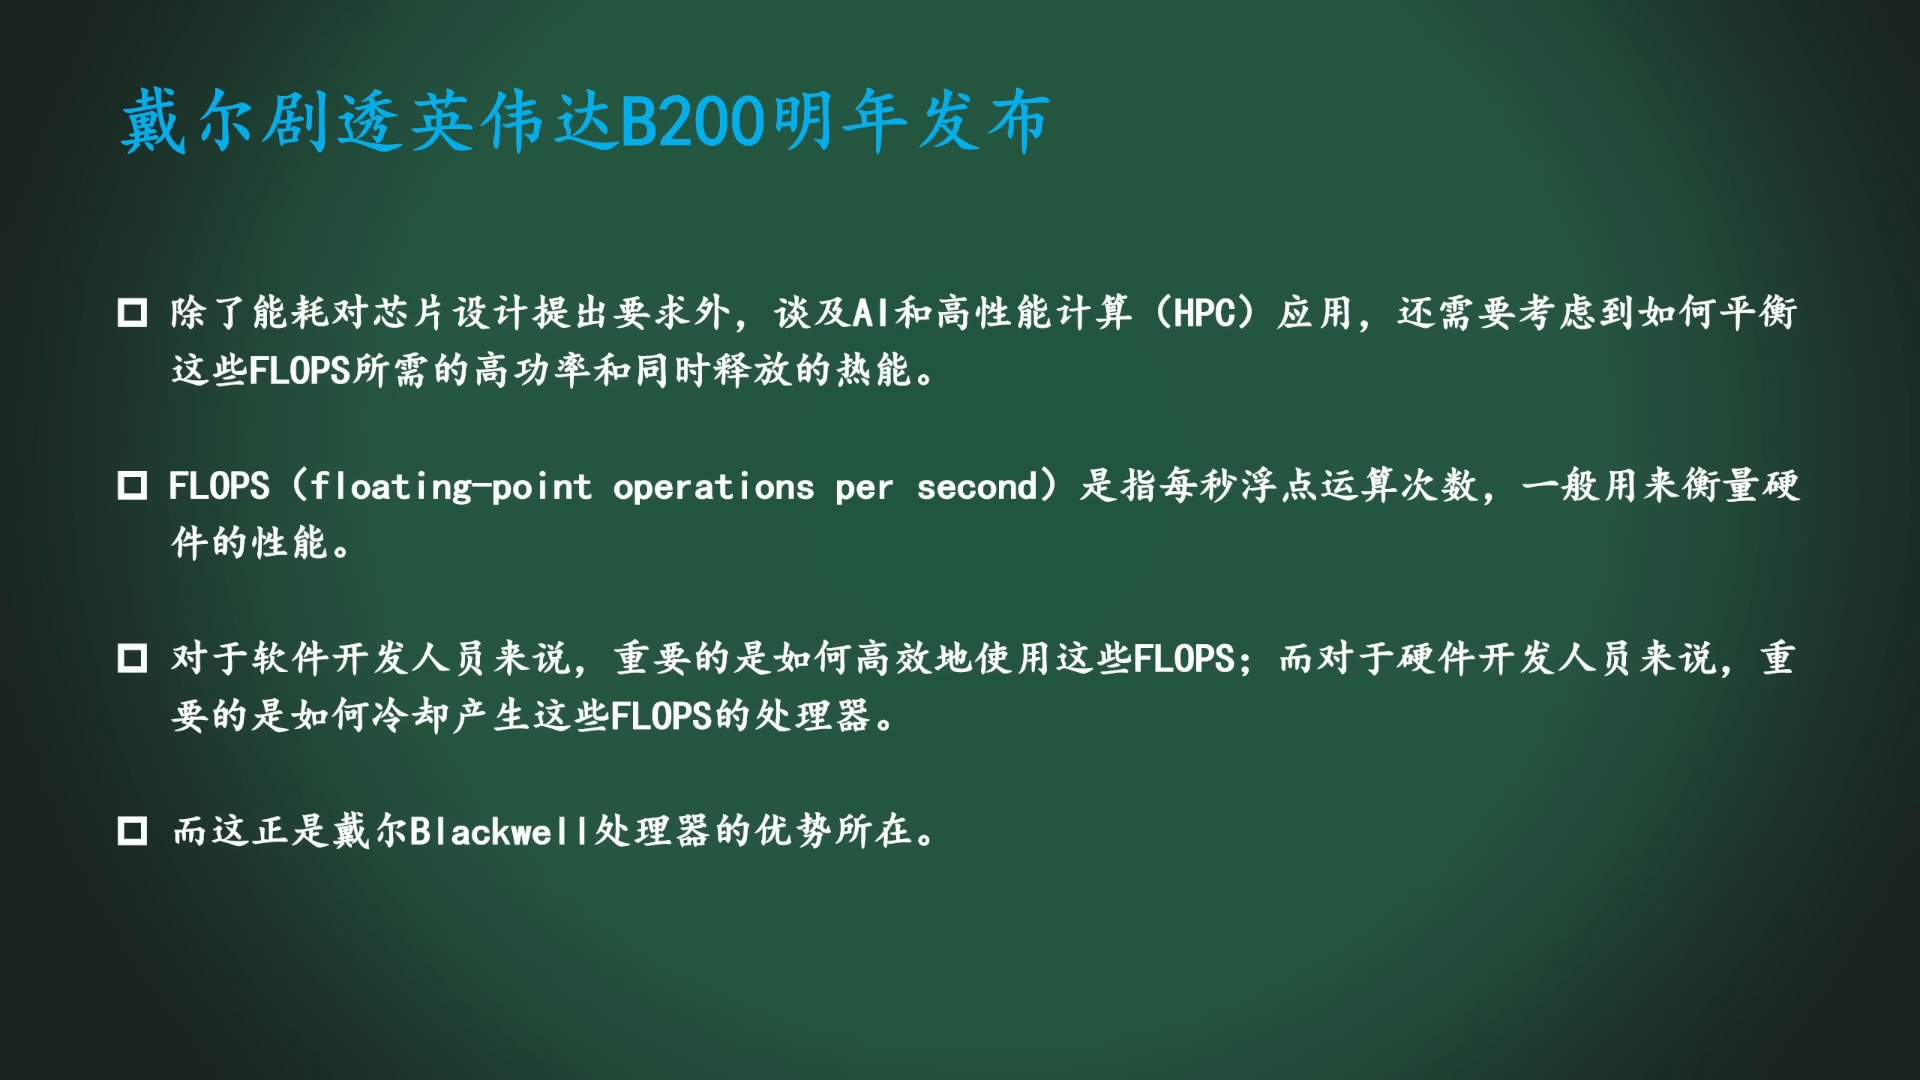 戴尔剧透英伟达B200明年发布
除了能耗对芯片设计提出要求外，谈及AI和高性能计算（HPC）应用，还需要考虑到如何平衡
这些FLOPS所需的高功率和同时释放的热能。
FLOPS（floating-point operations per second）是指每秒浮点运算次数，一般用来衡量硬
件的性能。
对于软件开发人员来说，重要的是如何高效地使用这些FLOPS；而对于硬件开发人员来说，重
要的是如何冷却产生这些FLOPS的处理器。
而这正是戴尔Blackwell处理器的优势所在。